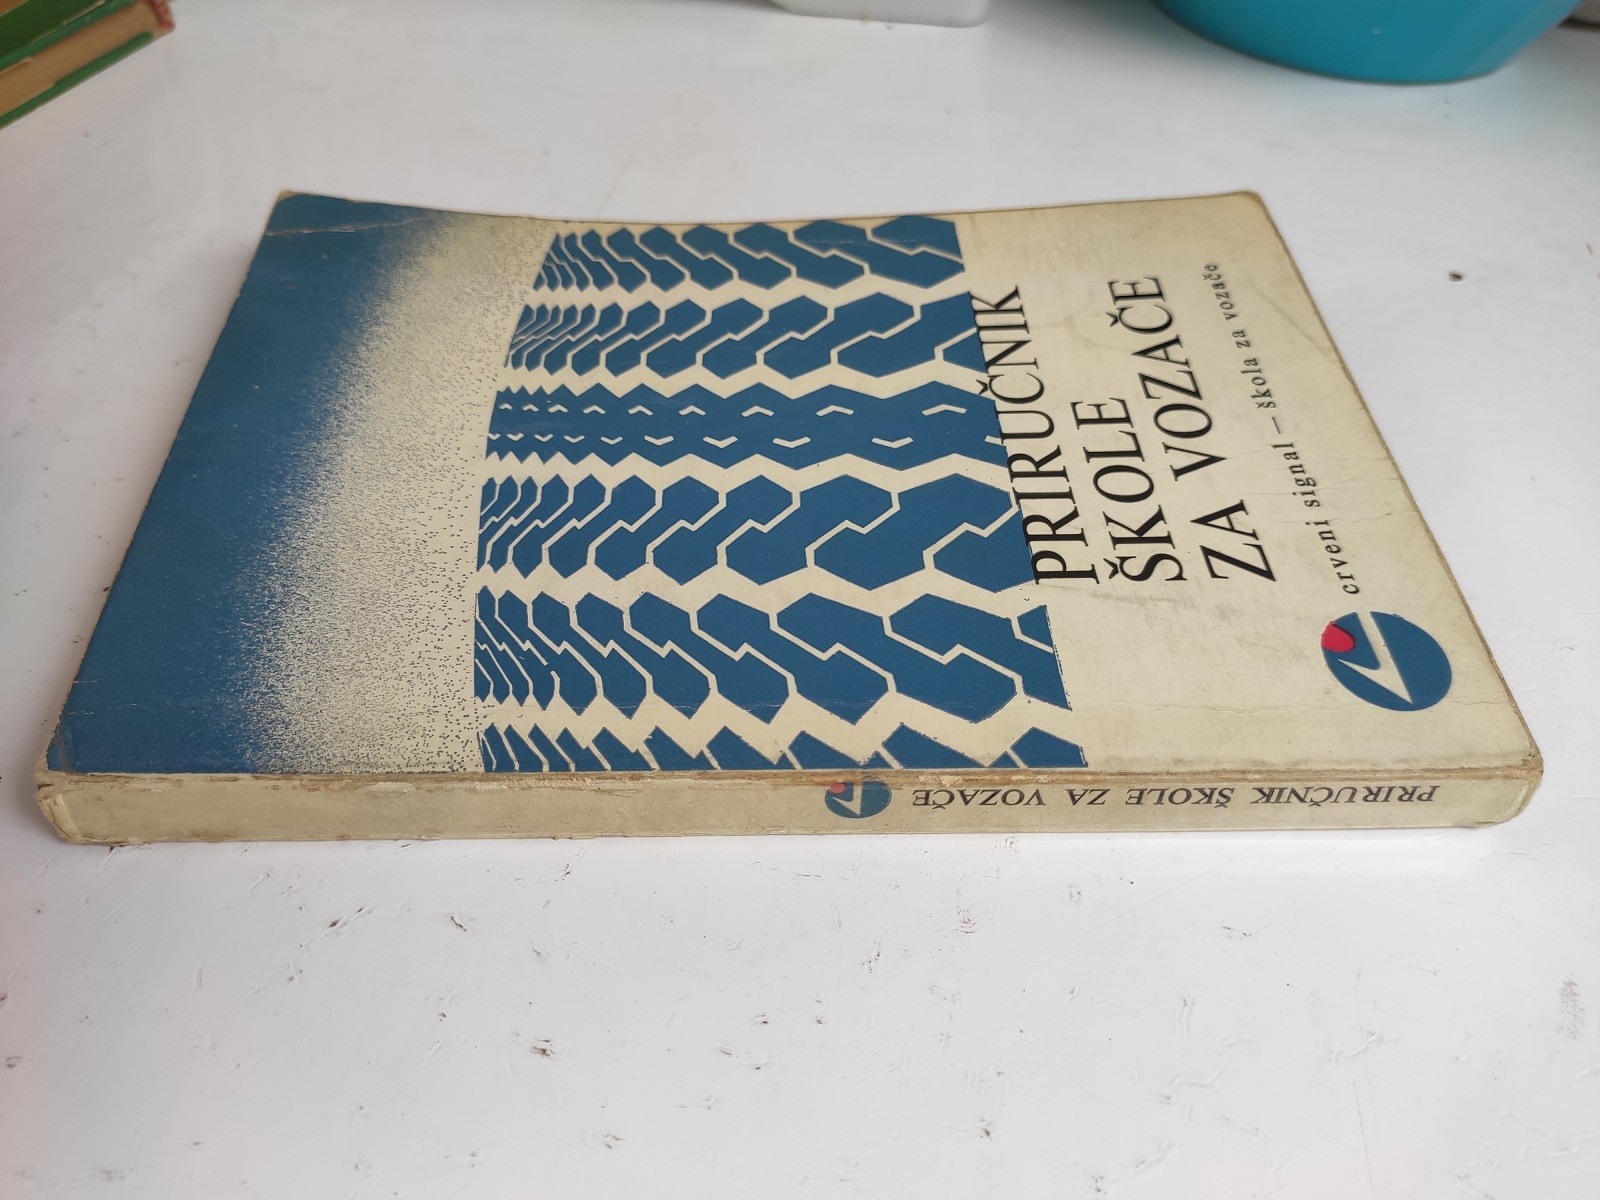 PRIRUČNIK
ŠKOLE
ZA VOZAČE
crveni signal – škola za vozače
PRIRUČNIK ŠKOLE ZA VOZAČE